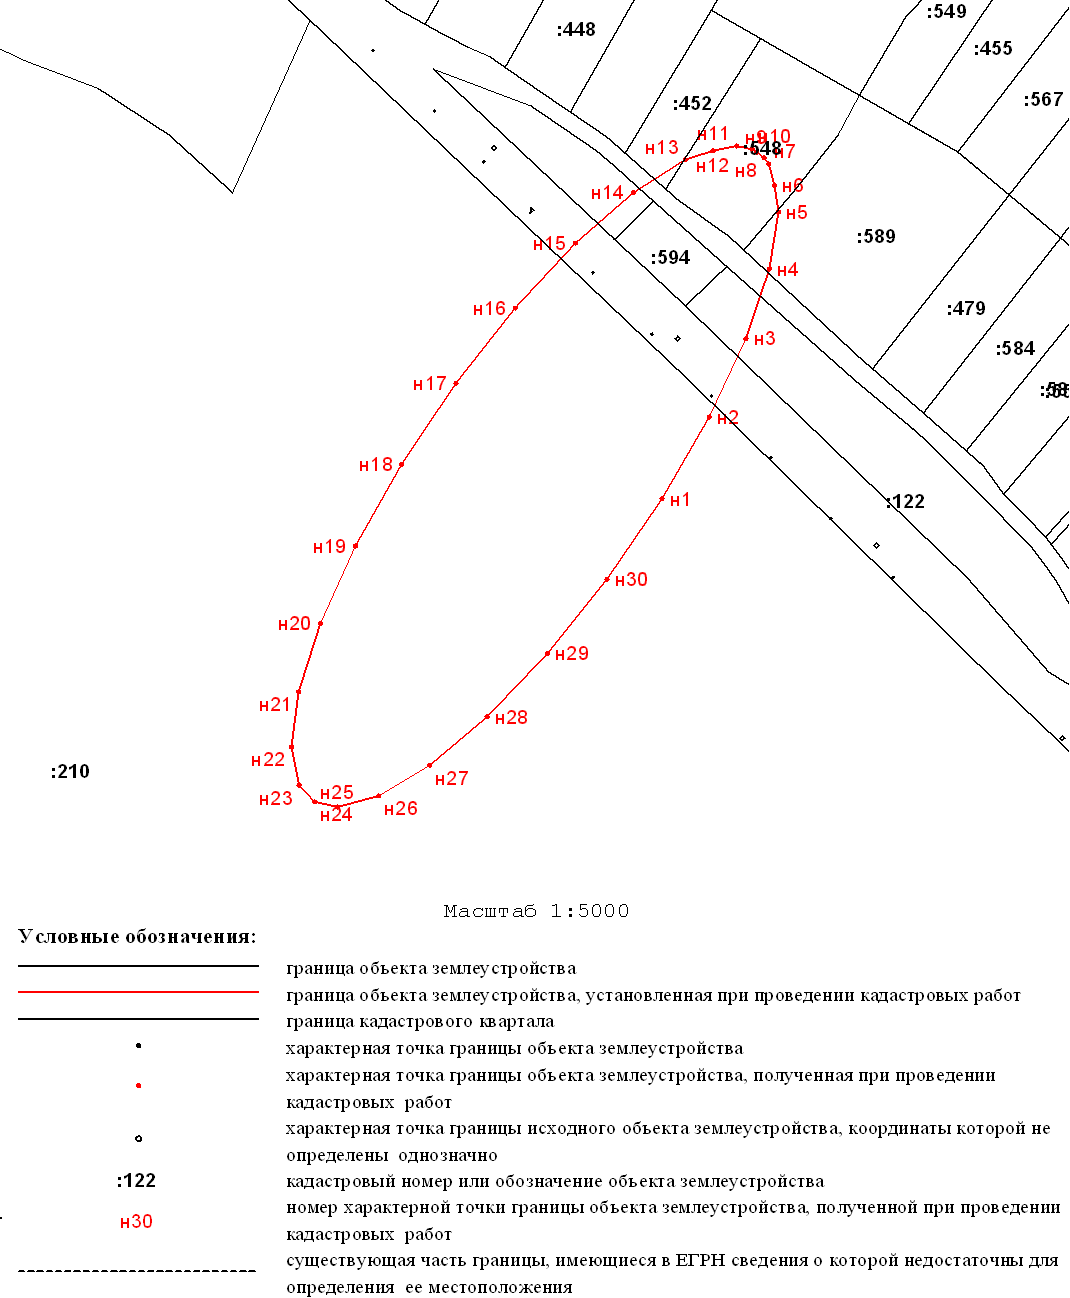 :549
:448
:455
:567
:452
н11
н10
н13
:548
н7
н12
н8
н6
н14
н5
н15
:589
:594
н4
н16
:479
н3
:584
н17
н2
н18
н1
:122
н19
н30
н20
н29
н21
н28
н22
:210
н27
н23
н25
н26
н24
Масштаб 1:5000
Условные обозначения:
граница объекта землеустройства
граница объекта землеустройства, установленная при проведении кадастровых работ
граница кадастрового квартала
характерная точка границы объекта землеустройства
характерная точка границы объекта землеустройства, полученная при проведении
кадастровых работ
характерная точка границы исходного объекта землеустройства, координаты которой не
определены однозначно
:122 кадастровый номер или обозначение объекта землеустройства
н30 номер характерной точки границы объекта землеустройства, полученной при проведении
кадастровых работ
существующая часть границы, имеющиеся в ЕГРН сведения о которой недостаточны для
определения ее местоположения